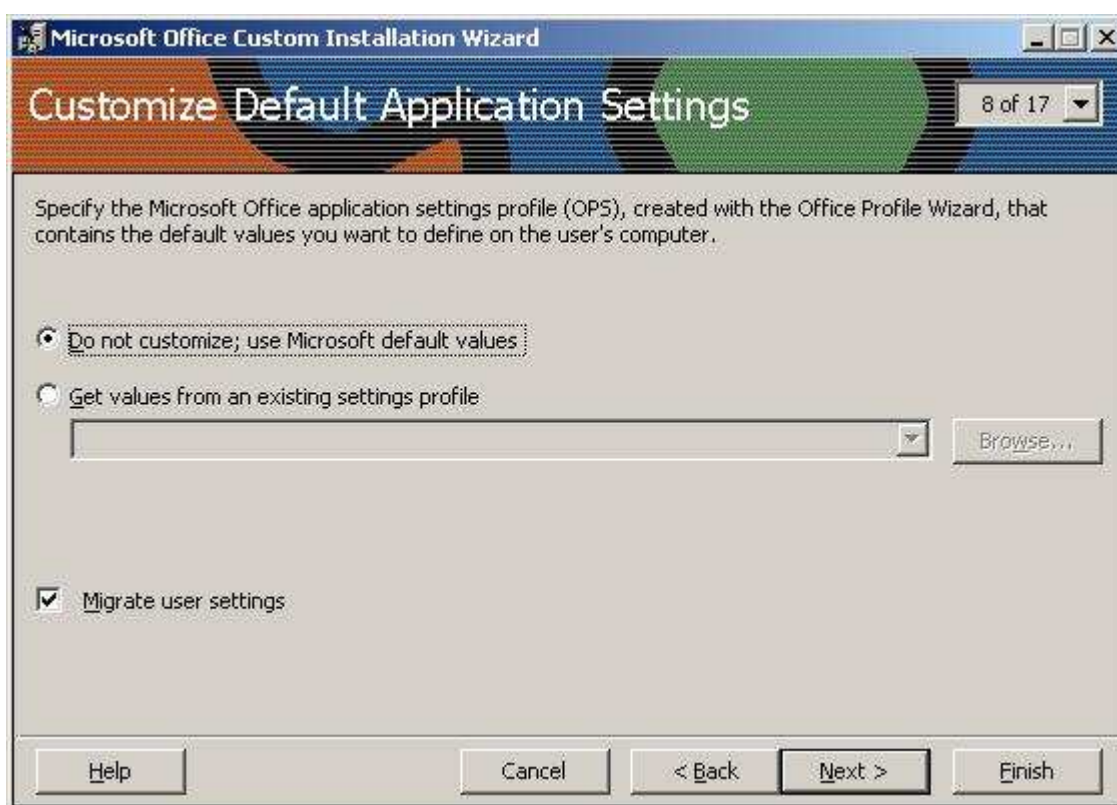 Microsoft Office Custom Installation Wizard
Customize Default Application Settings
8 of 17
Specify the Microsoft Office application settings profile (OPS), created with the Office Profile Wizard, that
contains the default values you want to define on the user's computer.
Do not customize; use Microsoft default values
Get values from an existing settings profile
Browse...
Migrate user settings
Help Cancel < Back Next > Finish